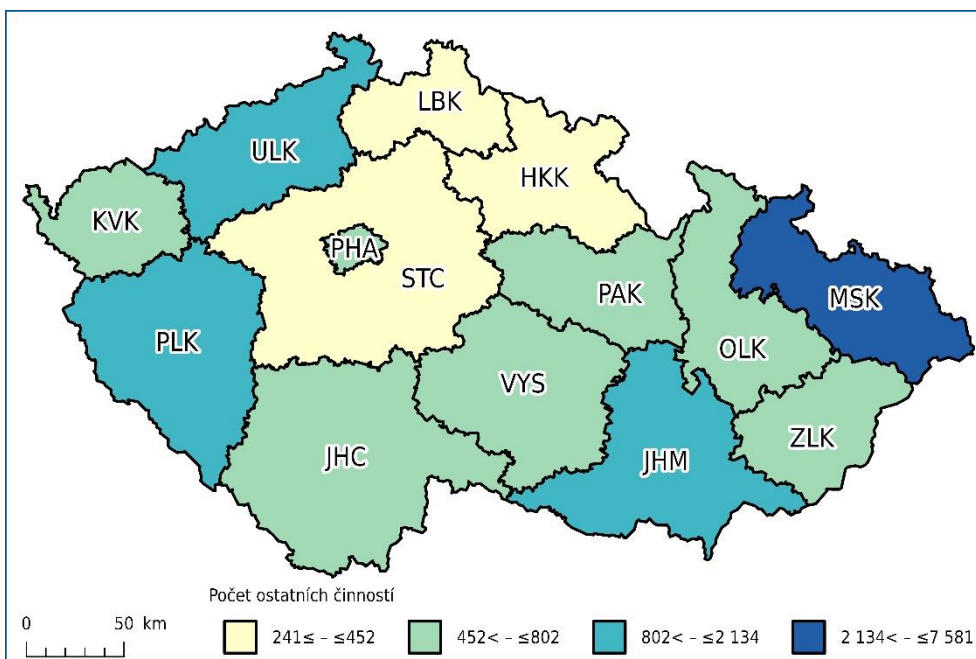 LBK
ULK
HKK
KVK
PHA
STC
PAK
MSK
PLK
OLK
VYS
ZLK
JHC
JHM
Počet ostatních činností
0 50 km
241≤ – ≤452
452< – ≤802
802< – ≤2 134
2 134< – ≤7 581